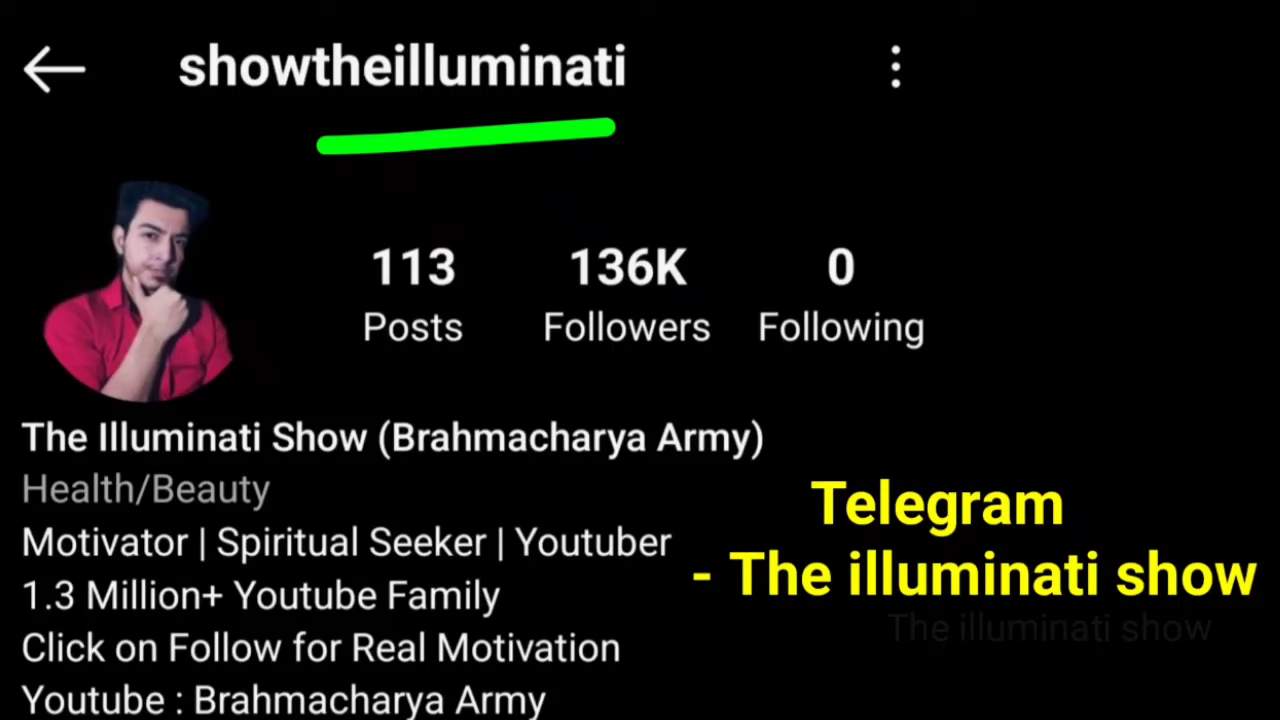 showtheilluminati
113 136K 0
Posts Followers Following
The Illuminati Show (Brahmacharya Army)
Health/Beauty
Motivator | Spiritual Seeker | Youtuber
1.3 Million+ Youtube Family
Click on Follow for Real Motivation
Youtube : Brahmacharya Army
Telegram
- The illuminati show
The illuminati show